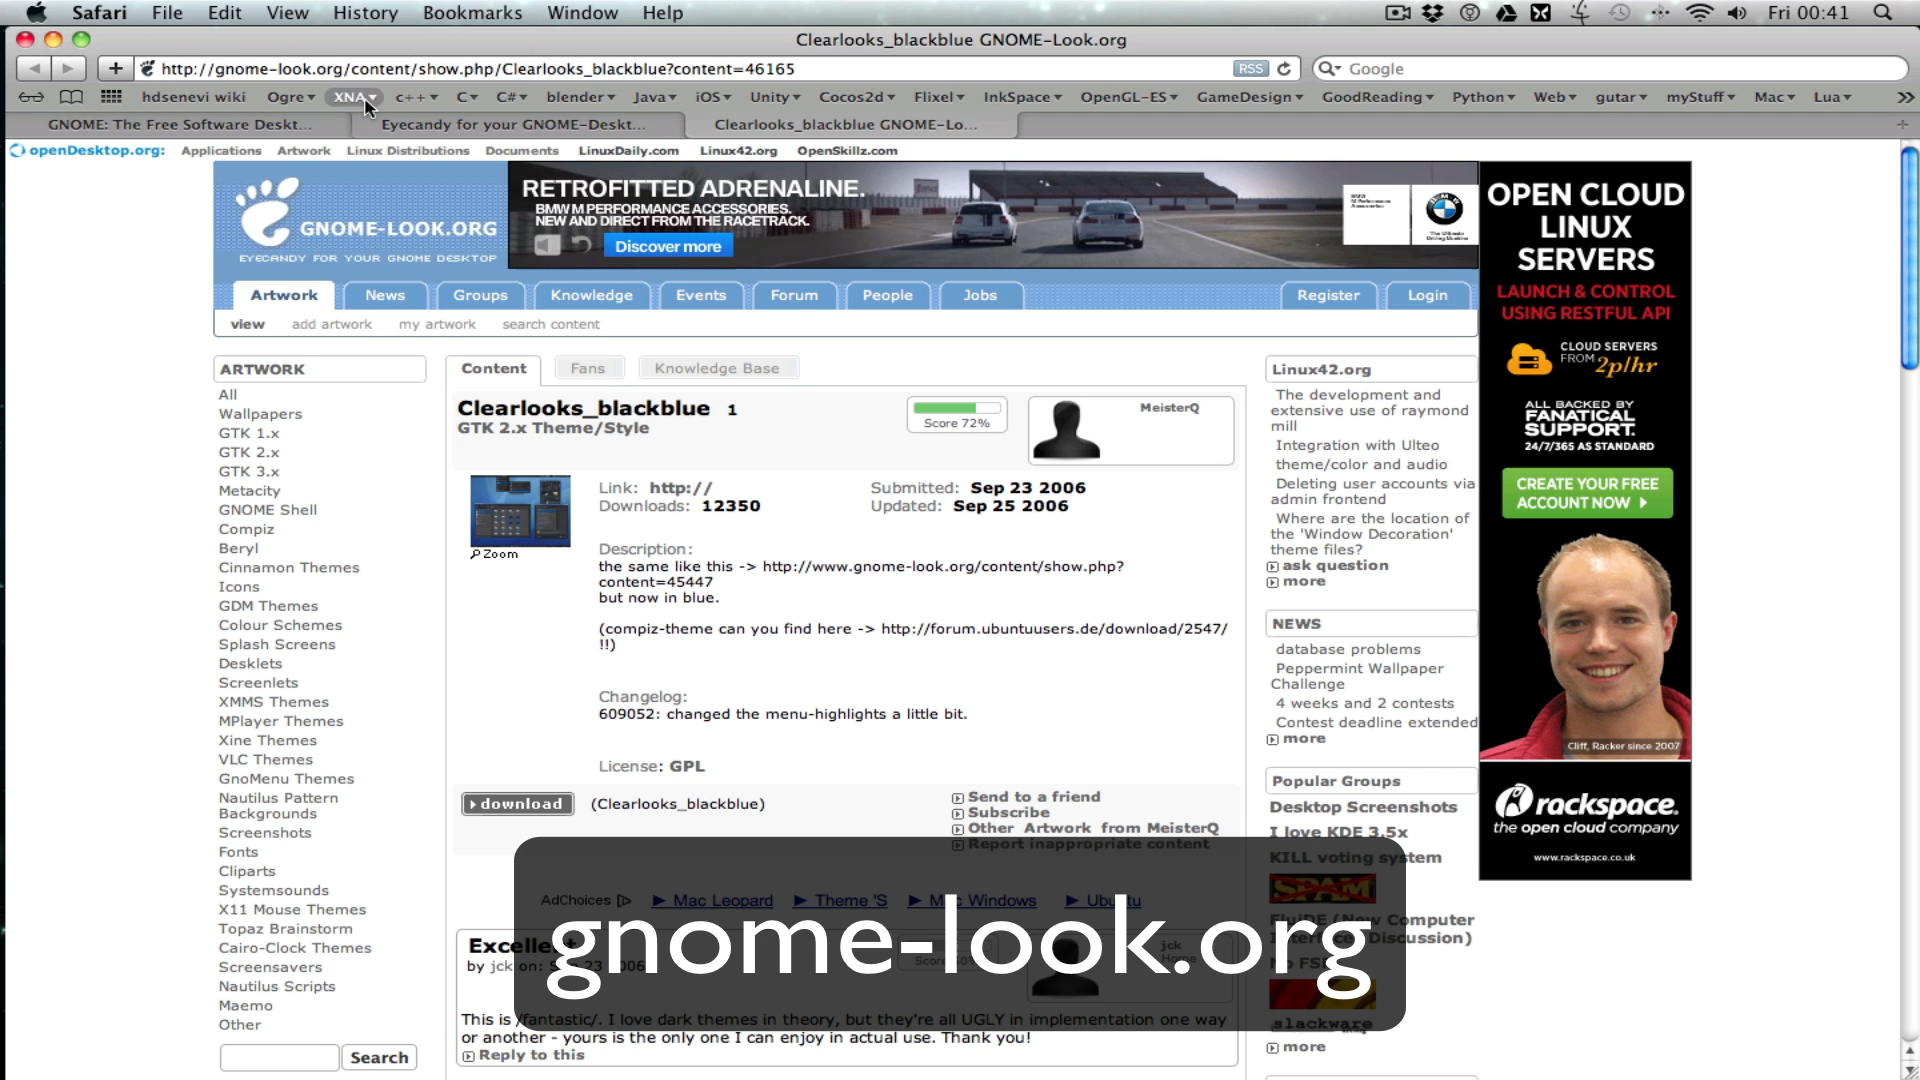 Safari File Edit View History Bookmarks Window Help Fri 00:41
Clearlooks_blackblue GNOME-Look.org
http://gnome-look.org/content/show.php/Clearlooks_blackblue?content=46165 RSS Google
hdsenevi wiki Ogre XNA c++ C C# blender Java iOS Unity Cocos2d Flixel InkSpace OpenGL-ES GameDesign GoodReading Python Web gutar myStuff Mac Lua
GNOME: The Free Software Deskt... Eyecandy for your GNOME-Deskt... Clearlooks_blackblue GNOME-Lo...
openDesktop.org: Applications Artwork Linux Distributions Documents LinuxDaily.com Linux42.org OpenSkillz.com
GNOME-LOOK.ORG
EYECANDY FOR YOUR GNOME DESKTOP
RETROFITTED ADRENALINE.
BMW M PERFORMANCE ACCESSORIES.
NEW AND DIRECT FROM THE RACETRACK.
Discover more
Artwork News Groups Knowledge Events Forum People Jobs Register Login
view add artwork my artwork search content
ARTWORK
All
Wallpapers
GTK 1.x
GTK 2.x
GTK 3.x
Metacity
GNOME Shell
Compiz
Beryl
Cinnamon Themes
Icons
GDM Themes
Colour Schemes
Splash Screens
Desklets
Screenlets
XMMS Themes
MPlayer Themes
Xine Themes
VLC Themes
GnoMenu Themes
Nautilus Pattern
Backgrounds
Screenshots
Fonts
Cliparts
Systemsounds
X11 Mouse Themes
Topaz Brainstorm
Cairo-Clock Themes
Screensavers
Nautilus Scripts
Maemo
Other
Search
Content Fans Knowledge Base
Clearlooks_blackblue 1
GTK 2.x Theme/Style
Score 72%
MeisterQ
Zoom
Link: http://
Downloads: 12350
Submitted: Sep 23 2006
Updated: Sep 25 2006
Description:
the same like this -> http://www.gnome-look.org/content/show.php?
content=45447
but now in blue.
(compiz-theme can you find here -> http://forum.ubuntuusers.de/download/2547/
!!)
Changelog:
609052: changed the menu-highlights a little bit.
License: GPL
download (Clearlooks_blackblue)
Send to a friend
Subscribe
Other Artwork from MeisterQ
Report inappropriate content
AdChoices Mac Leopard Theme 'S Windows
gnome-look.org
by jck on:
jck
This is /fantastic/. I love dark themes in theory, but they're all UGLY in implementation one way
or another - yours is the only one I can enjoy in actual use. Thank you!
Reply to this
Linux42.org
The development and
extensive use of raymond
mill
Integration with Ulteo
theme/color and audio
Deleting user accounts via
admin frontend
Where are the location of
the 'Window Decoration'
theme files?
ask question
more
NEWS
database problems
Peppermint Wallpaper
Challenge
4 weeks and 2 contests
Contest deadline extended
more
Popular Groups
Desktop Screenshots
I love KDE 3.5x
KILL voting system
SPAM
Computer
Discussion)
slackware
more
OPEN CLOUD
LINUX
SERVERS
LAUNCH & CONTROL
USING RESTFUL API
CLOUD SERVERS
FROM 2p/hr
ALL BACKED BY
FANATICAL
SUPPORT.
24/7/365 AS STANDARD
CREATE YOUR FREE
ACCOUNT NOW
Cliff, Racker since 2007
rackspace.
the open cloud company
www.rackspace.co.uk